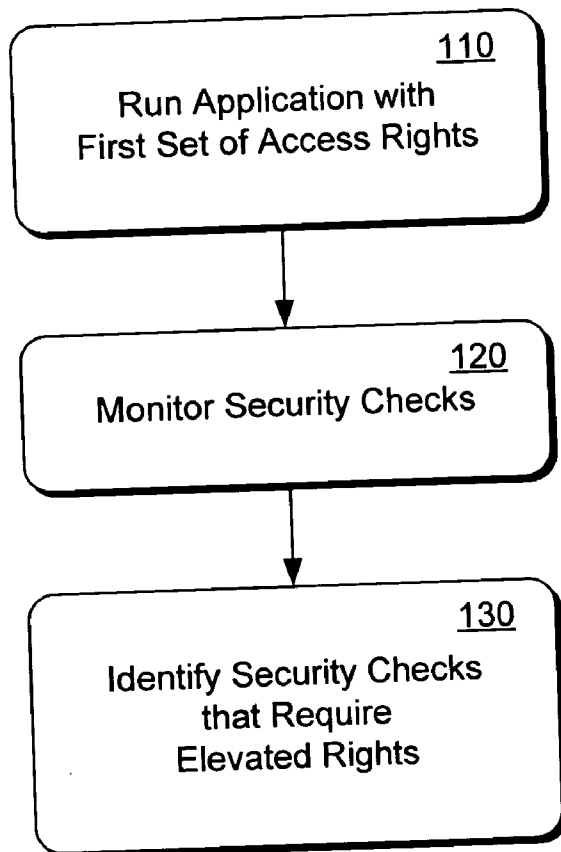 110
Run Application with
First Set of Access Rights
120
Monitor Security Checks
130
Identify Security Checks
that Require
Elevated Rights